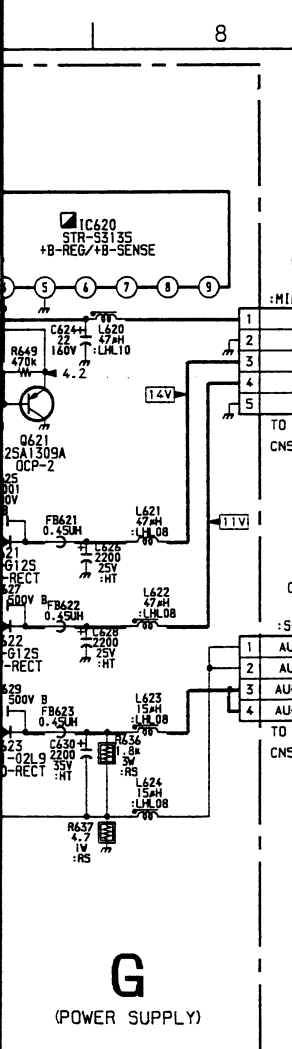 8
IC620
STR-S3135
+B-REG/+B-SENSE
5
6
7
8
9
:MI
C624
22
160V
L620
47µH
:LHL10
1
2
3
4
5
R649
470k
4.2
14V
Q621
2SA1309A
OCP-2
TO
CN5
FB621
0.45UH
L621
47µH
:LHL08
2200
25V
:HT
11V
G12S
-RECT
500V B
FB622
0.45UH
L622
47µH
:LHL08
2200
25V
:HT
G12S
-RECT
:S
1 AU
2 AU
3 AU
4 AU
TO
CN5
500V B
FB623
0.45UH
L623
15µH
:LHL08
C630
2200
35V
:HT
R636
1.8k
3W
:RS
-02L9
D-RECT
L624
15µH
:LHL08
R637
4.7
1W
:RS
G
(POWER SUPPLY)